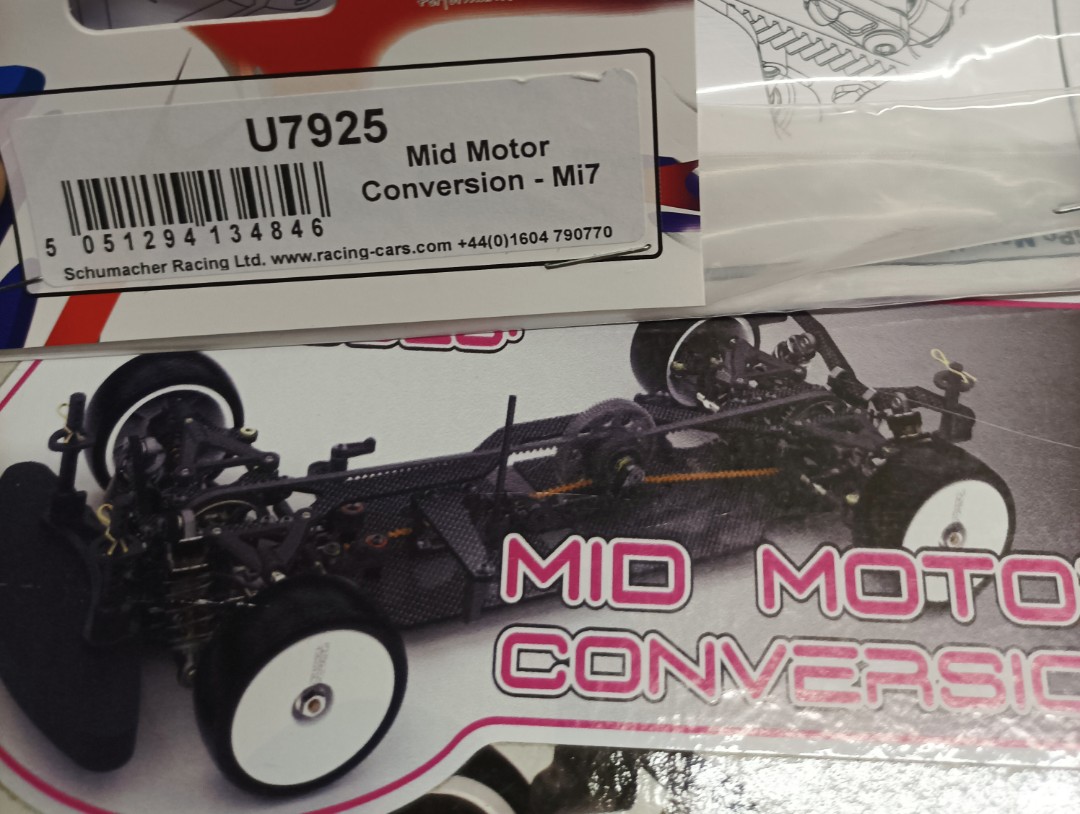 U7925
Mid Motor
Conversion - Mi7
5 051294 134846
Schumacher Racing Ltd. www.racing-cars.com +44(0)1604 790770
MID MOTO
CONVERSIO